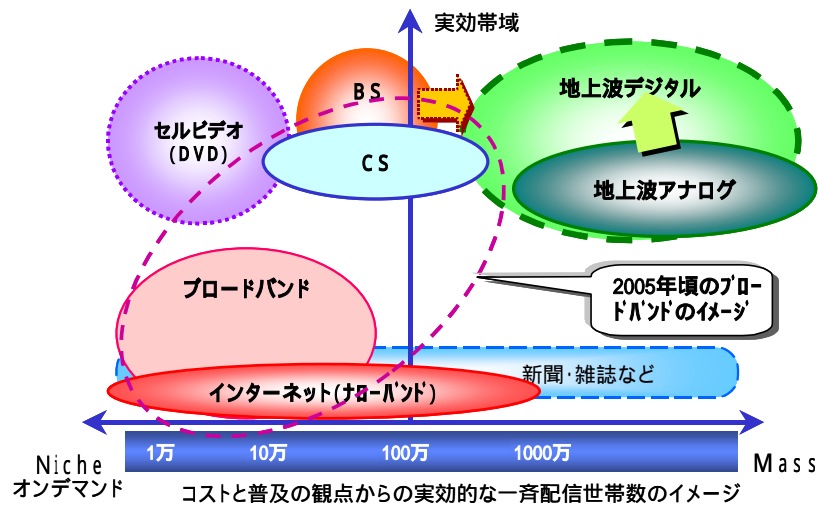 実効帯域
BS
地上波デジタル
セルビデオ
(DVD)
CS
地上波アナログ
ブロードバンド
2005年頃のブロー
ドバンドのイメージ
新聞・雑誌など
インターネット(ナローバンド)
1万 10万 100万 1000万
Niche
オンデマンド
Mass
コストと普及の観点からの実効的な一斉配信世帯数のイメージ